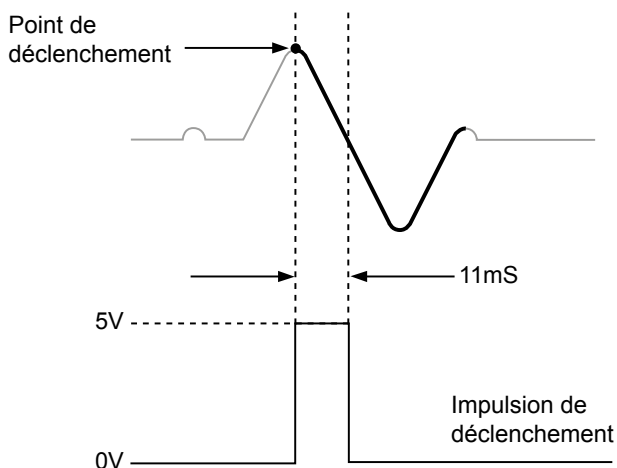 Point de
déclenchement
11mS
5V
Impulsion de
déclenchement
0V